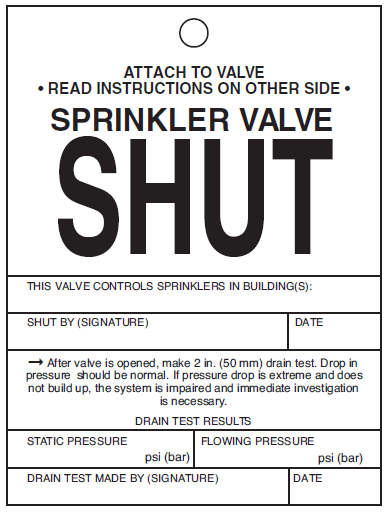 ATTACH TO VALVE
• READ INSTRUCTIONS ON OTHER SIDE •
SPRINKLER VALVE
SHUT
THIS VALVE CONTROLS SPRINKLERS IN BUILDING(S):
SHUT BY (SIGNATURE) DATE
→ After valve is opened, make 2 in. (50 mm) drain test. Drop in
pressure should be normal. If pressure drop is extreme and does
not build up, the system is impaired and immediate investigation
is necessary.
DRAIN TEST RESULTS
STATIC PRESSURE FLOWING PRESSURE
psi (bar) psi (bar)
DRAIN TEST MADE BY (SIGNATURE) DATE